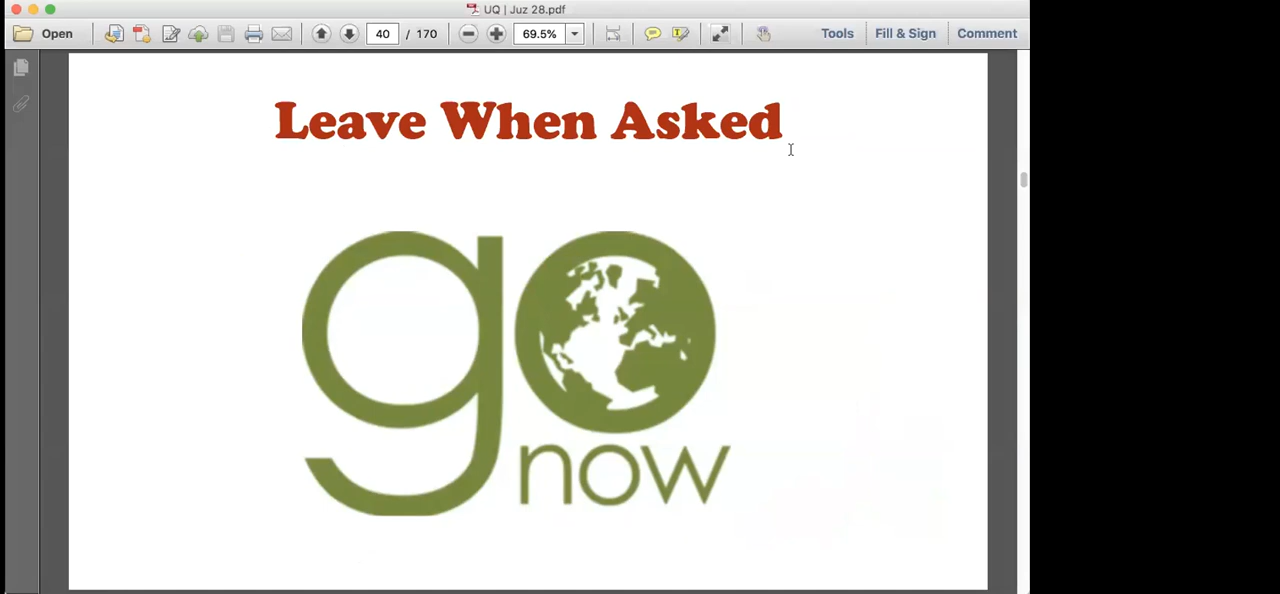 UQ | Juz 28.pdf
Open 40 / 170 69.5% Tools Fill & Sign Comment
Leave When Asked
go
now